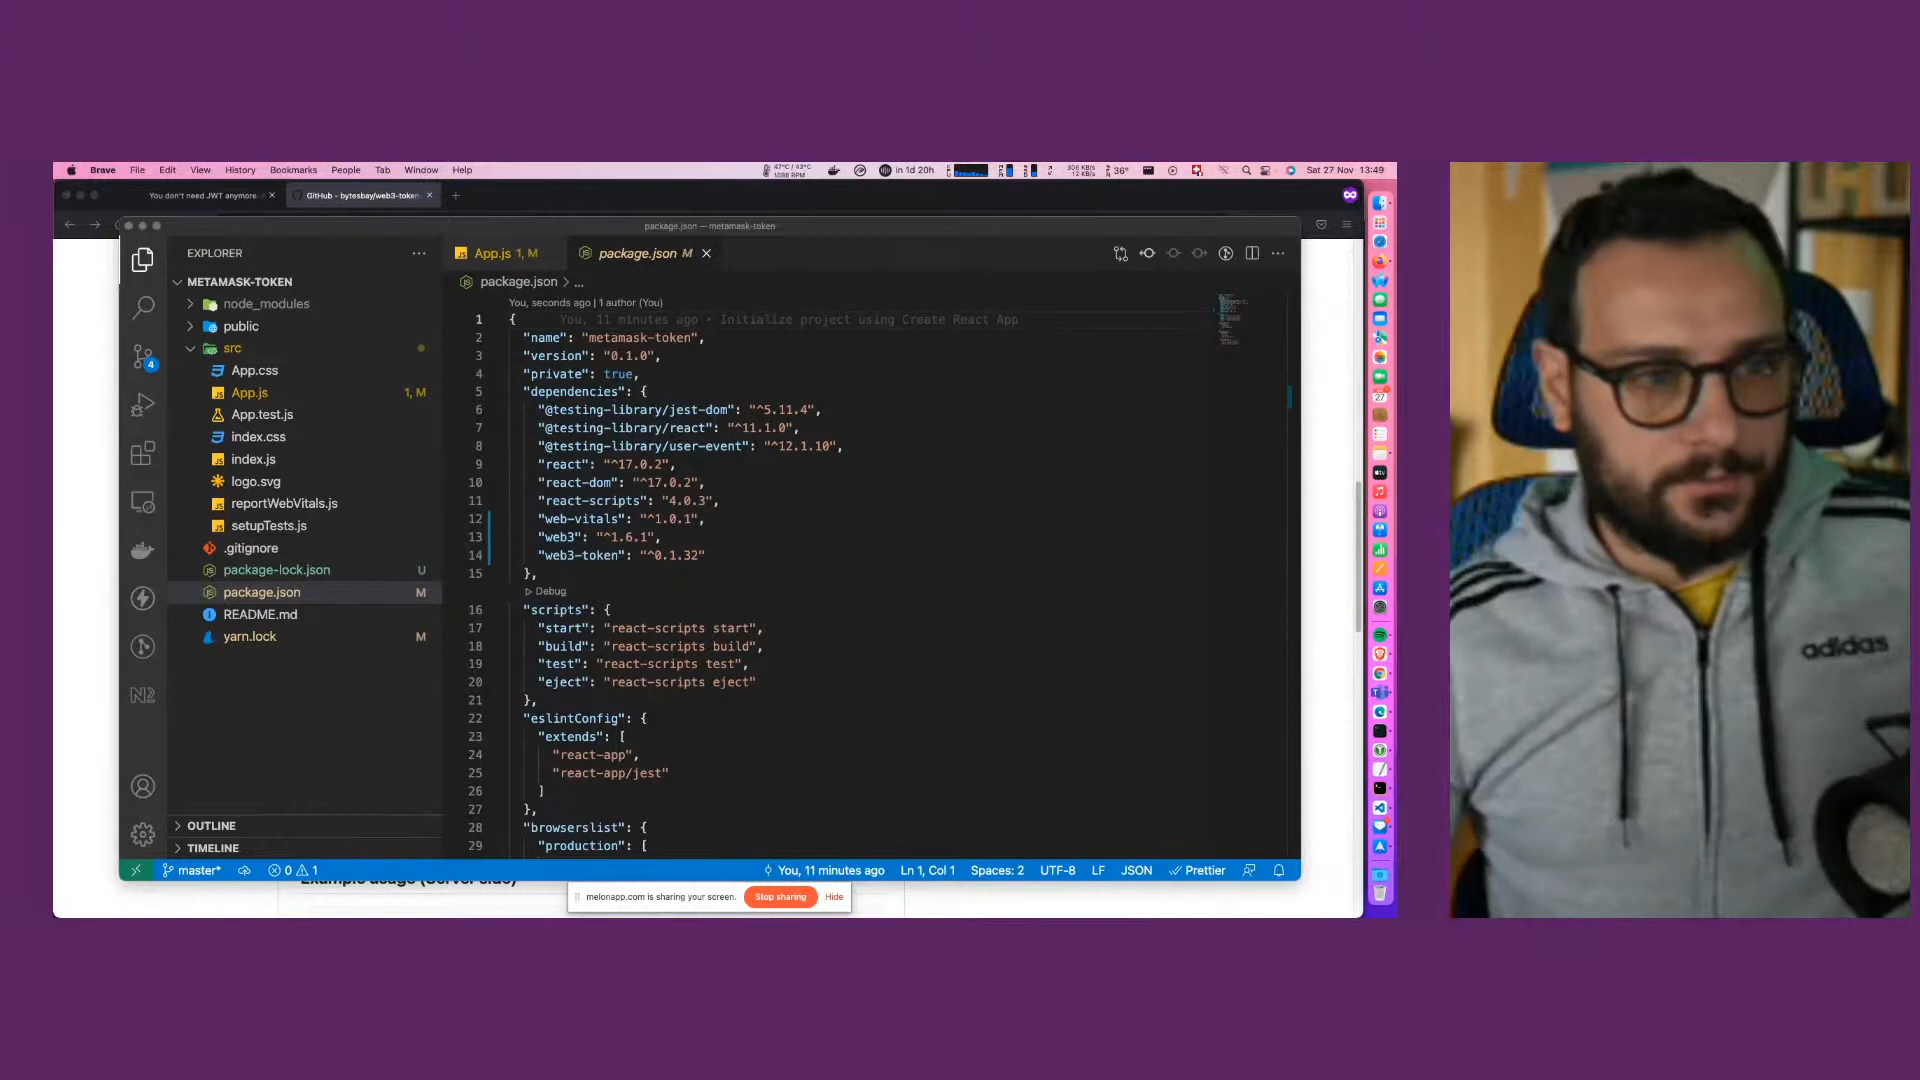 Brave File Edit View History Bookmarks People Tab Window Help
47°C / 43°C
in 1d 20h
36°
Sat 27 Nov 13:49
You don't need JWT anymore.
GitHub - bytesbay/web3-token
package.json — metamask-token
EXPLORER
METAMASK-TOKEN
node_modules
public
src
App.css
App.js 1, M
App.test.js
index.css
index.js
logo.svg
reportWebVitals.js
setupTests.js
.gitignore
package-lock.json U
package.json M
README.md
yarn.lock M
OUTLINE
TIMELINE
4
App.js 1, M
package.json M
package.json > ...
You, seconds ago | 1 author (You)
1 { You, 11 minutes ago • Initialize project using Create React App
2 "name": "metamask-token",
3 "version": "0.1.0",
4 "private": true,
5 "dependencies": {
6 "@testing-library/jest-dom": "^5.11.4",
7 "@testing-library/react": "^11.1.0",
8 "@testing-library/user-event": "^12.1.10",
9 "react": "^17.0.2",
10 "react-dom": "^17.0.2",
11 "react-scripts": "4.0.3",
12 "web-vitals": "^1.0.1",
13 "web3": "^1.6.1",
14 "web3-token": "^0.1.32"
15 },
Debug
16 "scripts": {
17 "start": "react-scripts start",
18 "build": "react-scripts build",
19 "test": "react-scripts test",
20 "eject": "react-scripts eject"
21 },
22 "eslintConfig": {
23 "extends": [
24 "react-app",
25 "react-app/jest"
26 ]
27 },
28 "browserslist": {
29 "production": [
master* 0 1
You, 11 minutes ago Ln 1, Col 1 Spaces: 2 UTF-8 LF JSON Prettier
melonapp.com is sharing your screen. Stop sharing Hide
27
adidas